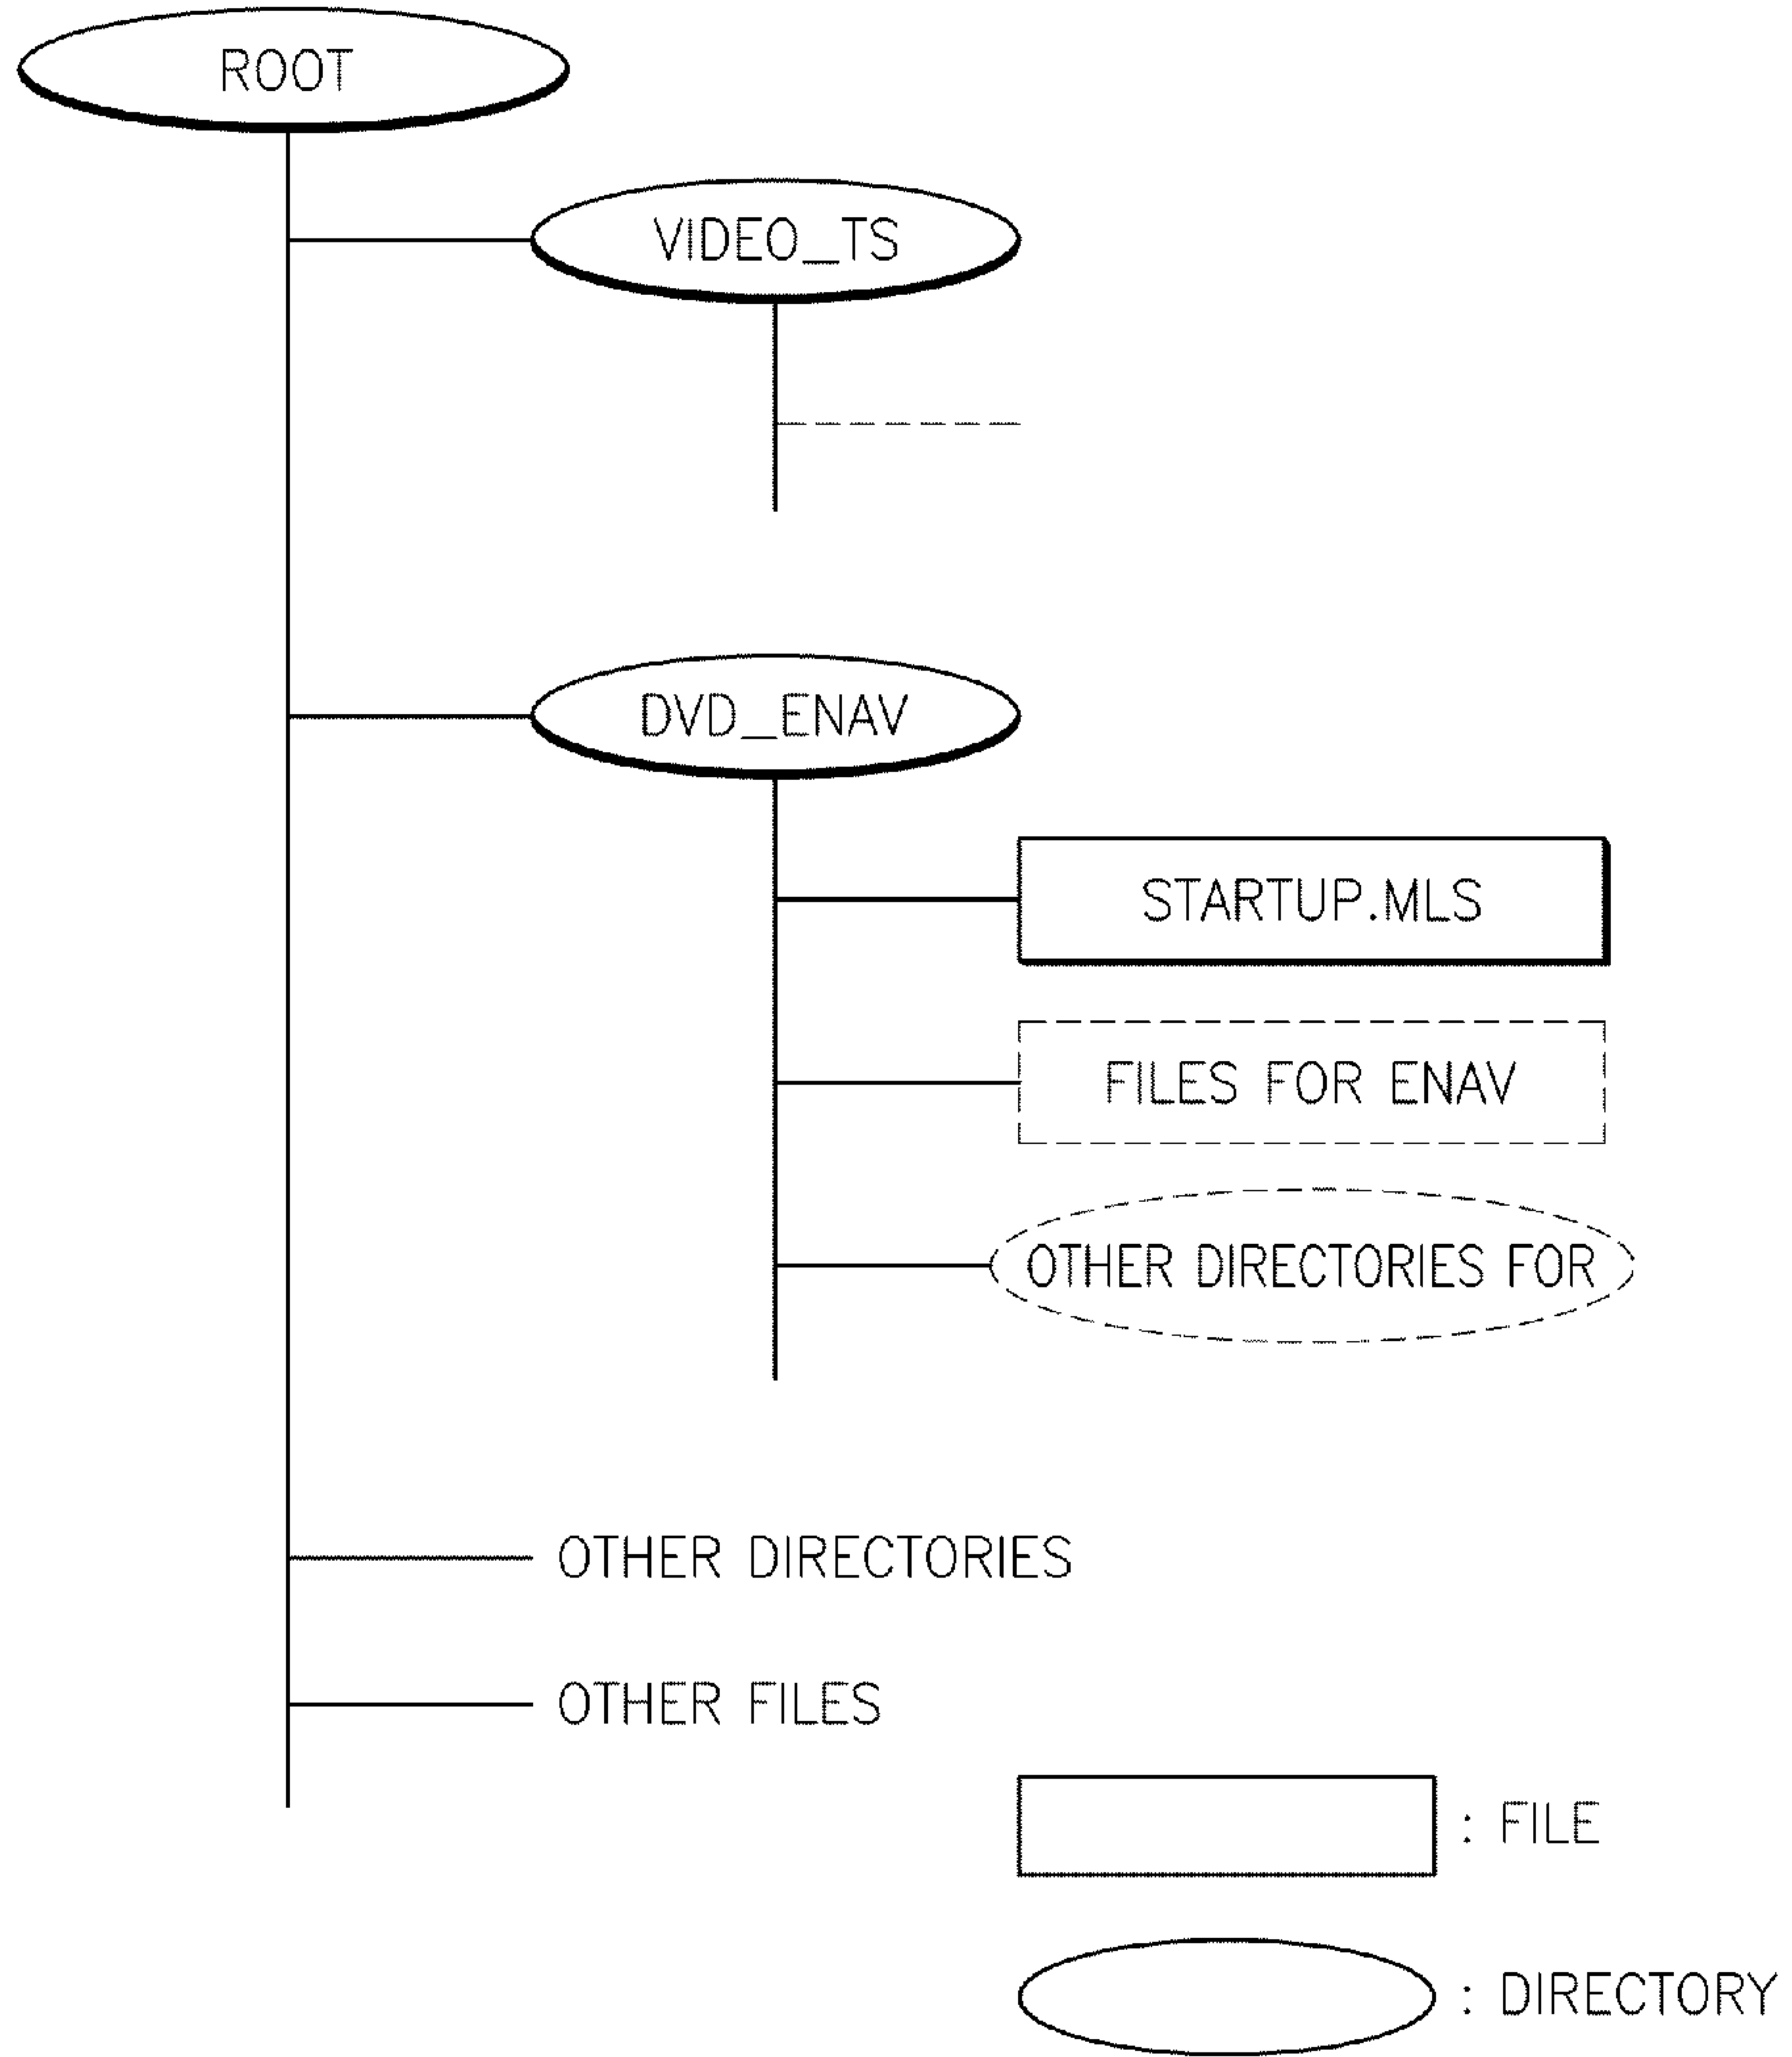 ROOT
VIDEO_TS
DVD_ENAV
STARTUP.MLS
FILES FOR ENAV
OTHER DIRECTORIES FOR
OTHER DIRECTORIES
OTHER FILES
: FILE
: DIRECTORY